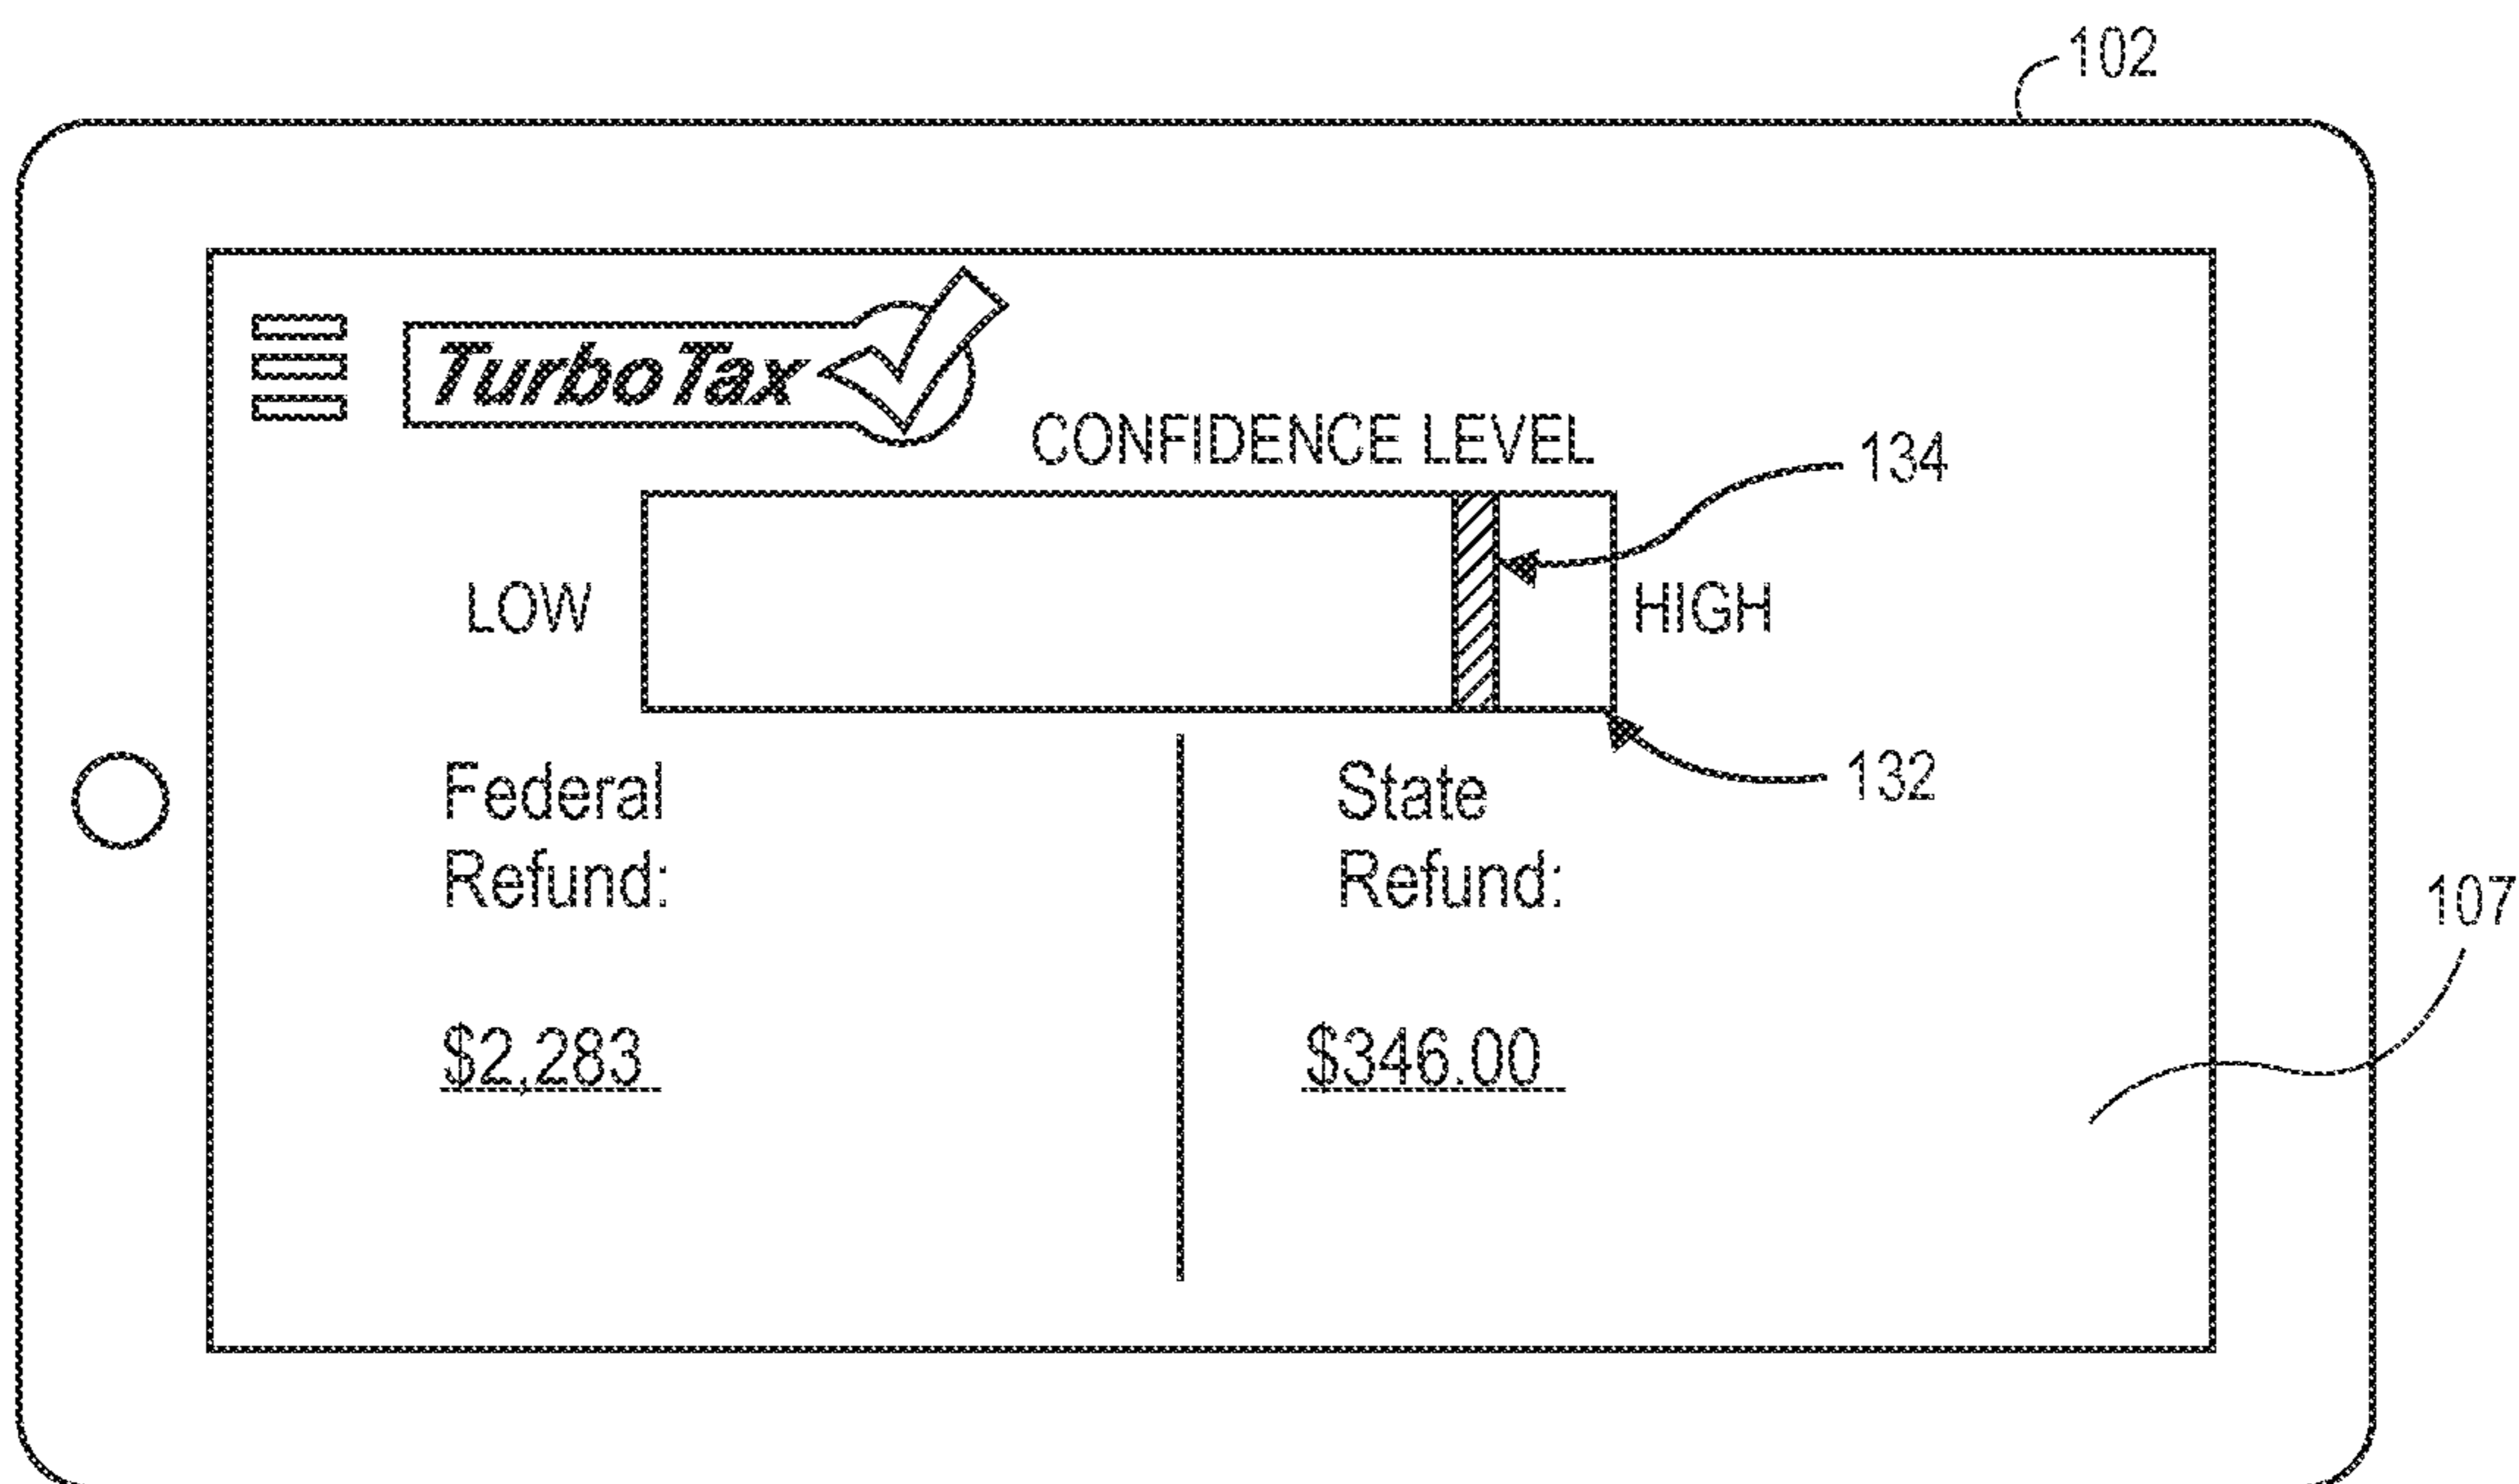 102
TurboTax
CONFIDENCE LEVEL
134
LOW
HIGH
132
Federal
Refund:
State
Refund:
107
$2,283
$346.00